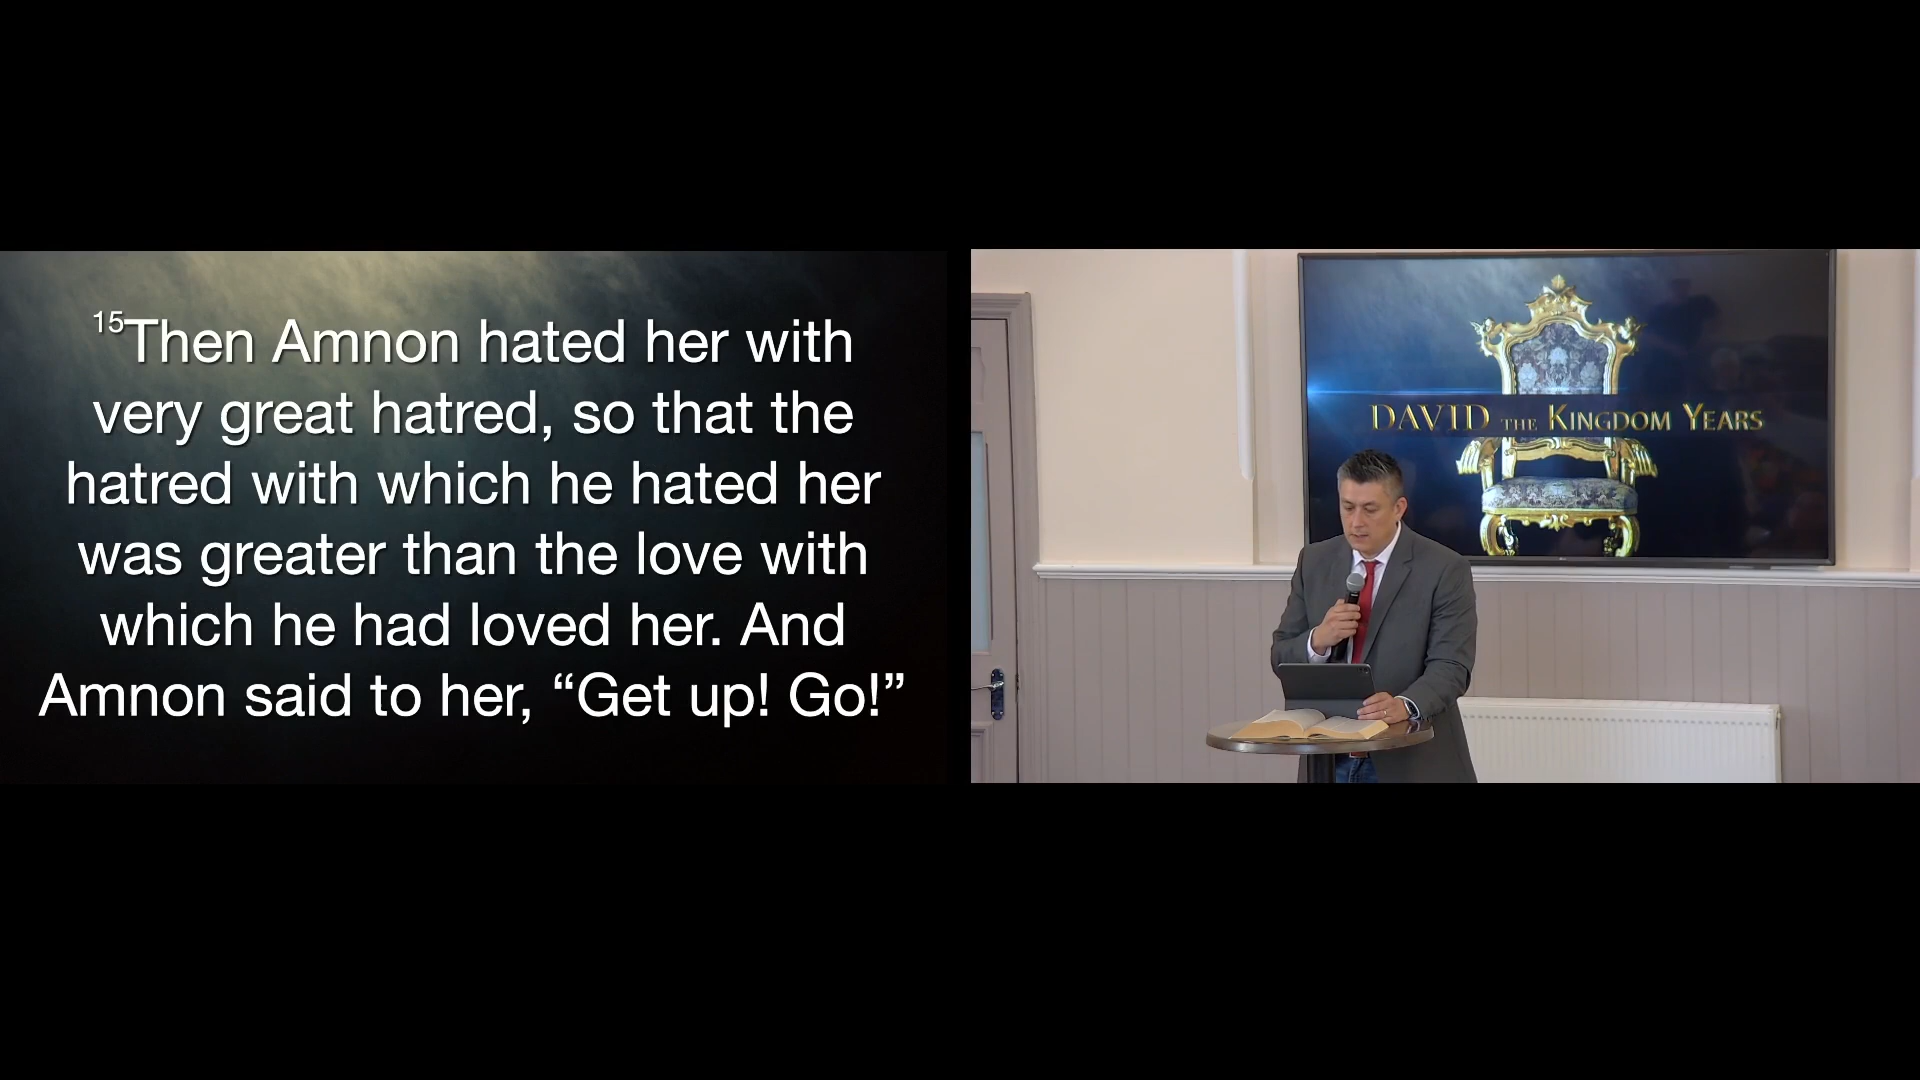 15Then Amnon hated her with
very great hatred, so that the
hatred with which he hated her
was greater than the love with
which he had loved her. And
Amnon said to her, “Get up! Go!”
DAVID THE KINGDOM YEARS